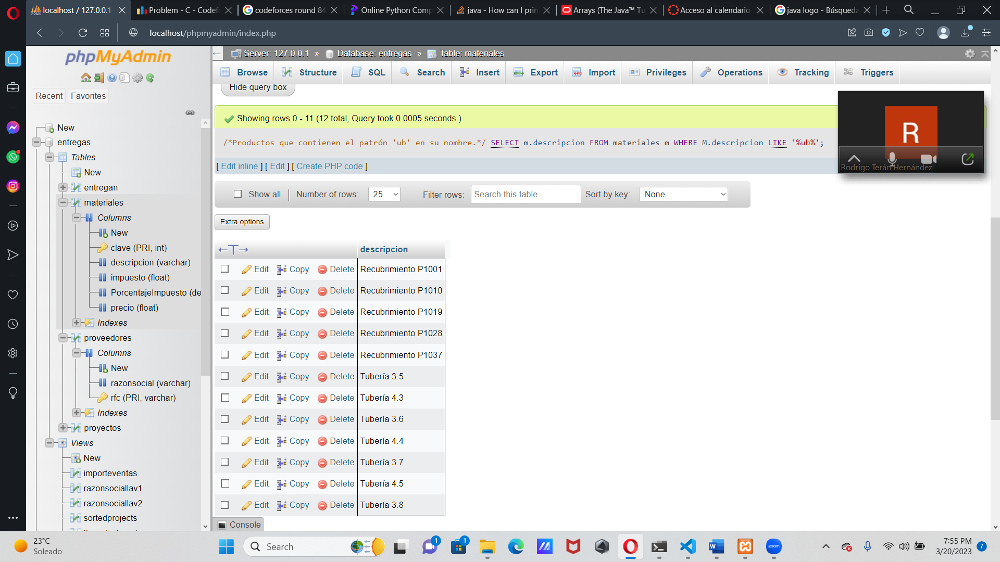 localhost / 127.0.0.1
Problem - C - Codef
codeforces round 84
Online Python Comp
java - How can I prin
Arrays (The Java™ Tu
Acceso al calendario
java logo - Búsqueda
localhost/phpmyadmin/index.php
phpMyAdmin
Recent
Favorites
New
entregas
Tables
New
entregan
materiales
Columns
New
clave (PRI, int)
descripcion (varchar)
impuesto (float)
PorcentajeImpuesto (de
precio (float)
Indexes
proveedores
Columns
New
razonsocial (varchar)
rfc (PRI, varchar)
Indexes
proyectos
Views
New
importeventas
razonsociallav1
razonsociallav2
sortedprojects
Server: 127.0.0.1 » Database: entregas » Table: materiales
Browse Structure SQL Search Insert Export Import Privileges Operations Tracking Triggers
Hide query box
Showing rows 0 - 11 (12 total, Query took 0.0005 seconds.)
/*Productos que contienen el patrón 'ub' en su nombre.*/ SELECT m.descripcion FROM materiales m WHERE M.descripcion LIKE '%ub%';
[ Edit inline ] [ Edit ] [ Create PHP code ]
R
Rodrigo Terán Hernández
Show all Number of rows: 25 Filter rows: Search this table Sort by key: None
Extra options
←T→ descripcion
Edit Copy Delete Recubrimiento P1001
Edit Copy Delete Recubrimiento P1010
Edit Copy Delete Recubrimiento P1019
Edit Copy Delete Recubrimiento P1028
Edit Copy Delete Recubrimiento P1037
Edit Copy Delete Tubería 3.5
Edit Copy Delete Tubería 4.3
Edit Copy Delete Tubería 3.6
Edit Copy Delete Tubería 4.4
Edit Copy Delete Tubería 3.7
Edit Copy Delete Tubería 4.5
Edit Copy Delete Tubería 3.8
Console
23°C
Soleado
Search
1
1
zoom
7:55 PM
3/20/2023
7